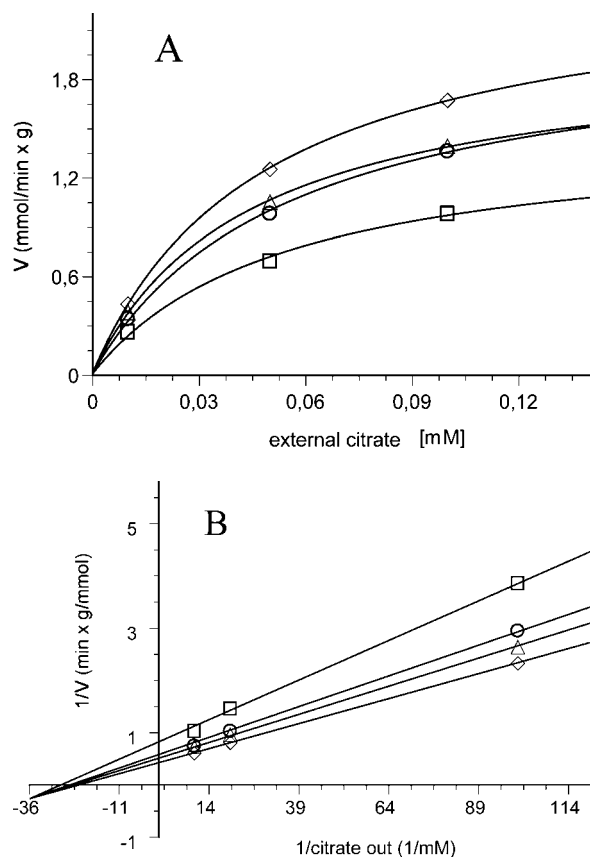 A
V (mmol/min x g)
1,8
1,2
0,6
0
0 0,03 0,06 0,09 0,12
external citrate [mM]
B
1/V (min x g/mmol)
5
3
1
-1
-36 -11 14 39 64 89 114
1/citrate out (1/mM)